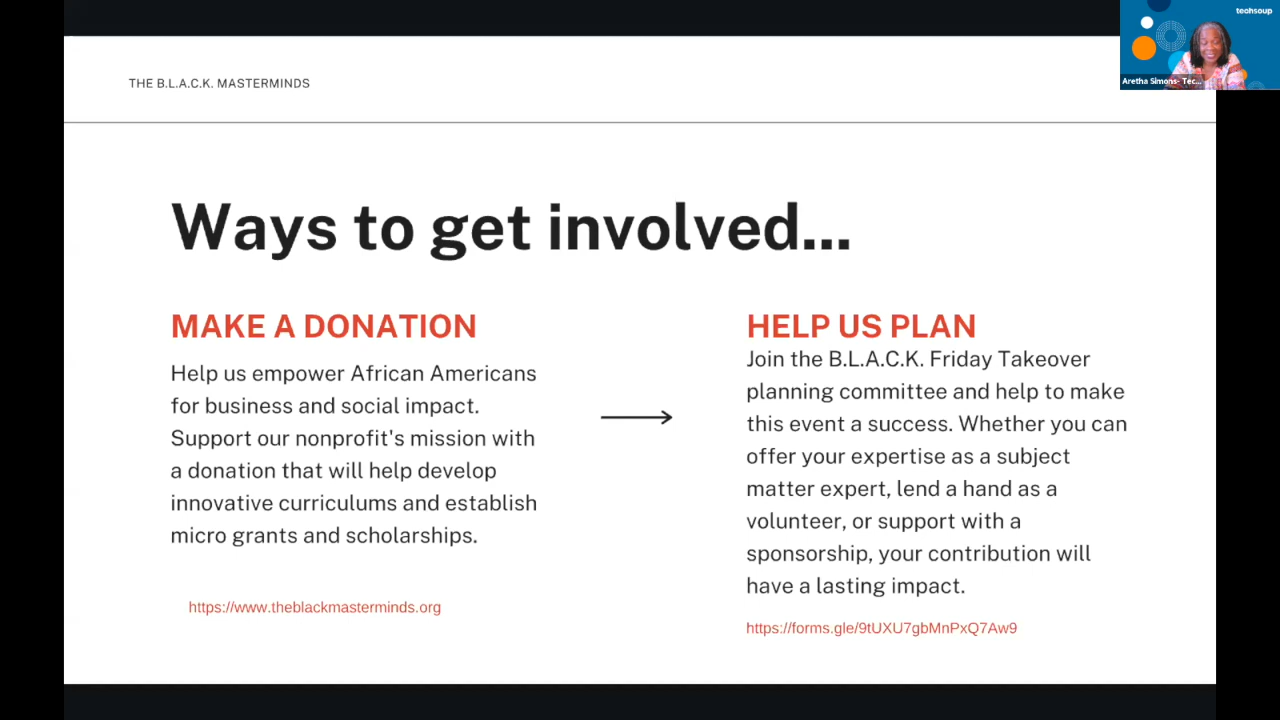 techsoup
Aretha Simons- Tec...
THE B.L.A.C.K. MASTERMINDS
Ways to get involved...
MAKE A DONATION
Help us empower African Americans
for business and social impact.
Support our nonprofit's mission with
a donation that will help develop
innovative curriculums and establish
micro grants and scholarships.
https://www.theblackmasterminds.org
HELP US PLAN
Join the B.L.A.C.K. Friday Takeover
planning committee and help to make
this event a success. Whether you can
offer your expertise as a subject
matter expert, lend a hand as a
volunteer, or support with a
sponsorship, your contribution will
have a lasting impact.
https://forms.gle/9tUXU7gbMnPxQ7Aw9